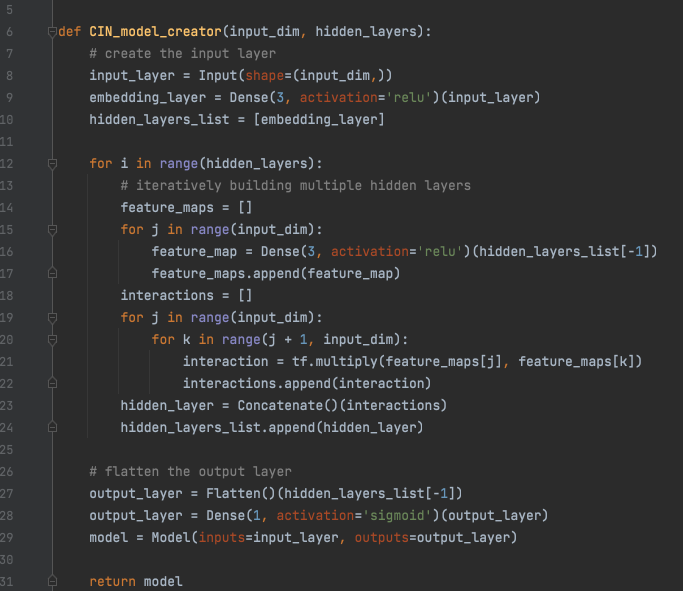 5
6 def CIN_model_creator(input_dim, hidden_layers):
7     # create the input layer
8     input_layer = Input(shape=(input_dim,))
9     embedding_layer = Dense(3, activation='relu')(input_layer)
10     hidden_layers_list = [embedding_layer]
11
12     for i in range(hidden_layers):
13         # iteratively building multiple hidden layers
14         feature_maps = []
15         for j in range(input_dim):
16             feature_map = Dense(3, activation='relu')(hidden_layers_list[-1])
17             feature_maps.append(feature_map)
18         interactions = []
19         for j in range(input_dim):
20             for k in range(j + 1, input_dim):
21                 interaction = tf.multiply(feature_maps[j], feature_maps[k])
22                 interactions.append(interaction)
23         hidden_layer = Concatenate()(interactions)
24         hidden_layers_list.append(hidden_layer)
25
26     # flatten the output layer
27     output_layer = Flatten()(hidden_layers_list[-1])
28     output_layer = Dense(1, activation='sigmoid')(output_layer)
29     model = Model(inputs=input_layer, outputs=output_layer)
30
31     return model